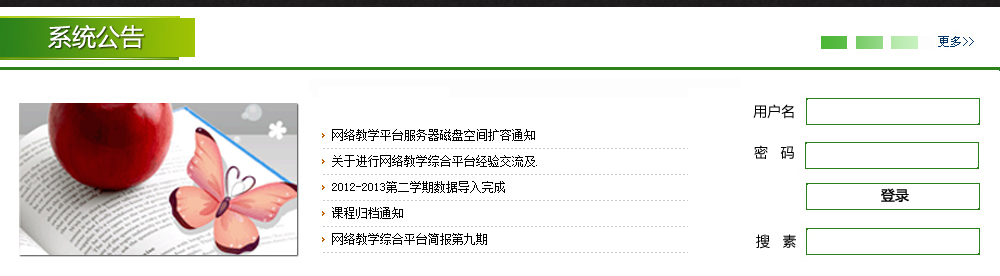 系统公告
更多>>
网络教学平台服务器磁盘空间扩容通知
关于进行网络教学综合平台经验交流及.
2012-2013第二学期数据导入完成
课程归档通知
网络教学综合平台简报第九期
用户名
密 码
登录
搜 素